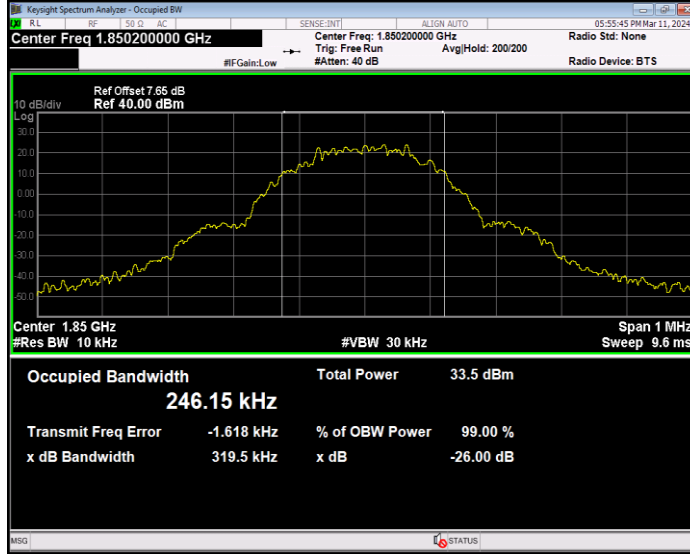 Keysight Spectrum Analyzer - Occupied BW
RL RF 50 Ω AC SENSE:INT ALIGN AUTO 05:55:45 PM Mar 11, 2024
Center Freq 1.850200000 GHz Center Freq: 1.850200000 GHz Radio Std: None
Trig: Free Run Avg|Hold: 200/200
#IFGain:Low #Atten: 40 dB Radio Device: BTS
Ref Offset 7.65 dB
10 dB/div Ref 40.00 dBm
Log
30.0
20.0
10.0
0.00
-10.0
-20.0
-30.0
-40.0
-50.0
Center 1.85 GHz Span 1 MHz
#Res BW 10 kHz #VBW 30 kHz Sweep 9.6 ms
Occupied Bandwidth Total Power 33.5 dBm
246.15 kHz
Transmit Freq Error -1.618 kHz % of OBW Power 99.00 %
x dB Bandwidth 319.5 kHz x dB -26.00 dB
MSG STATUS